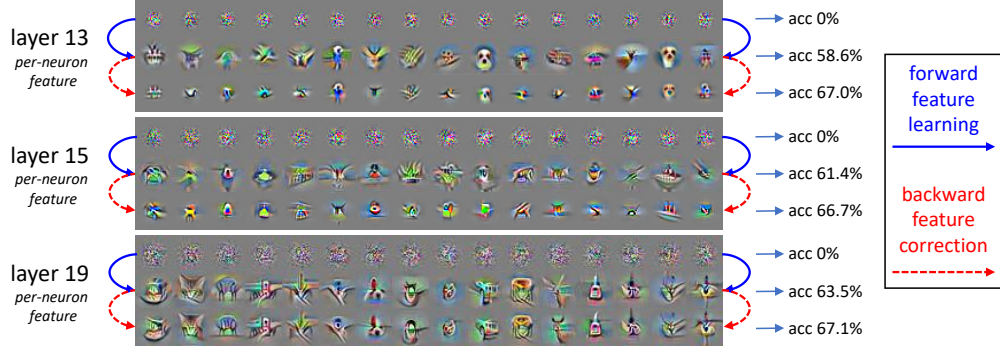 layer 13
per-neuron
feature
acc 0%
acc 58.6%
acc 67.0%
layer 15
per-neuron
feature
acc 0%
acc 61.4%
acc 66.7%
layer 19
per-neuron
feature
acc 0%
acc 63.5%
acc 67.1%
forward
feature
learning
backward
feature
correction